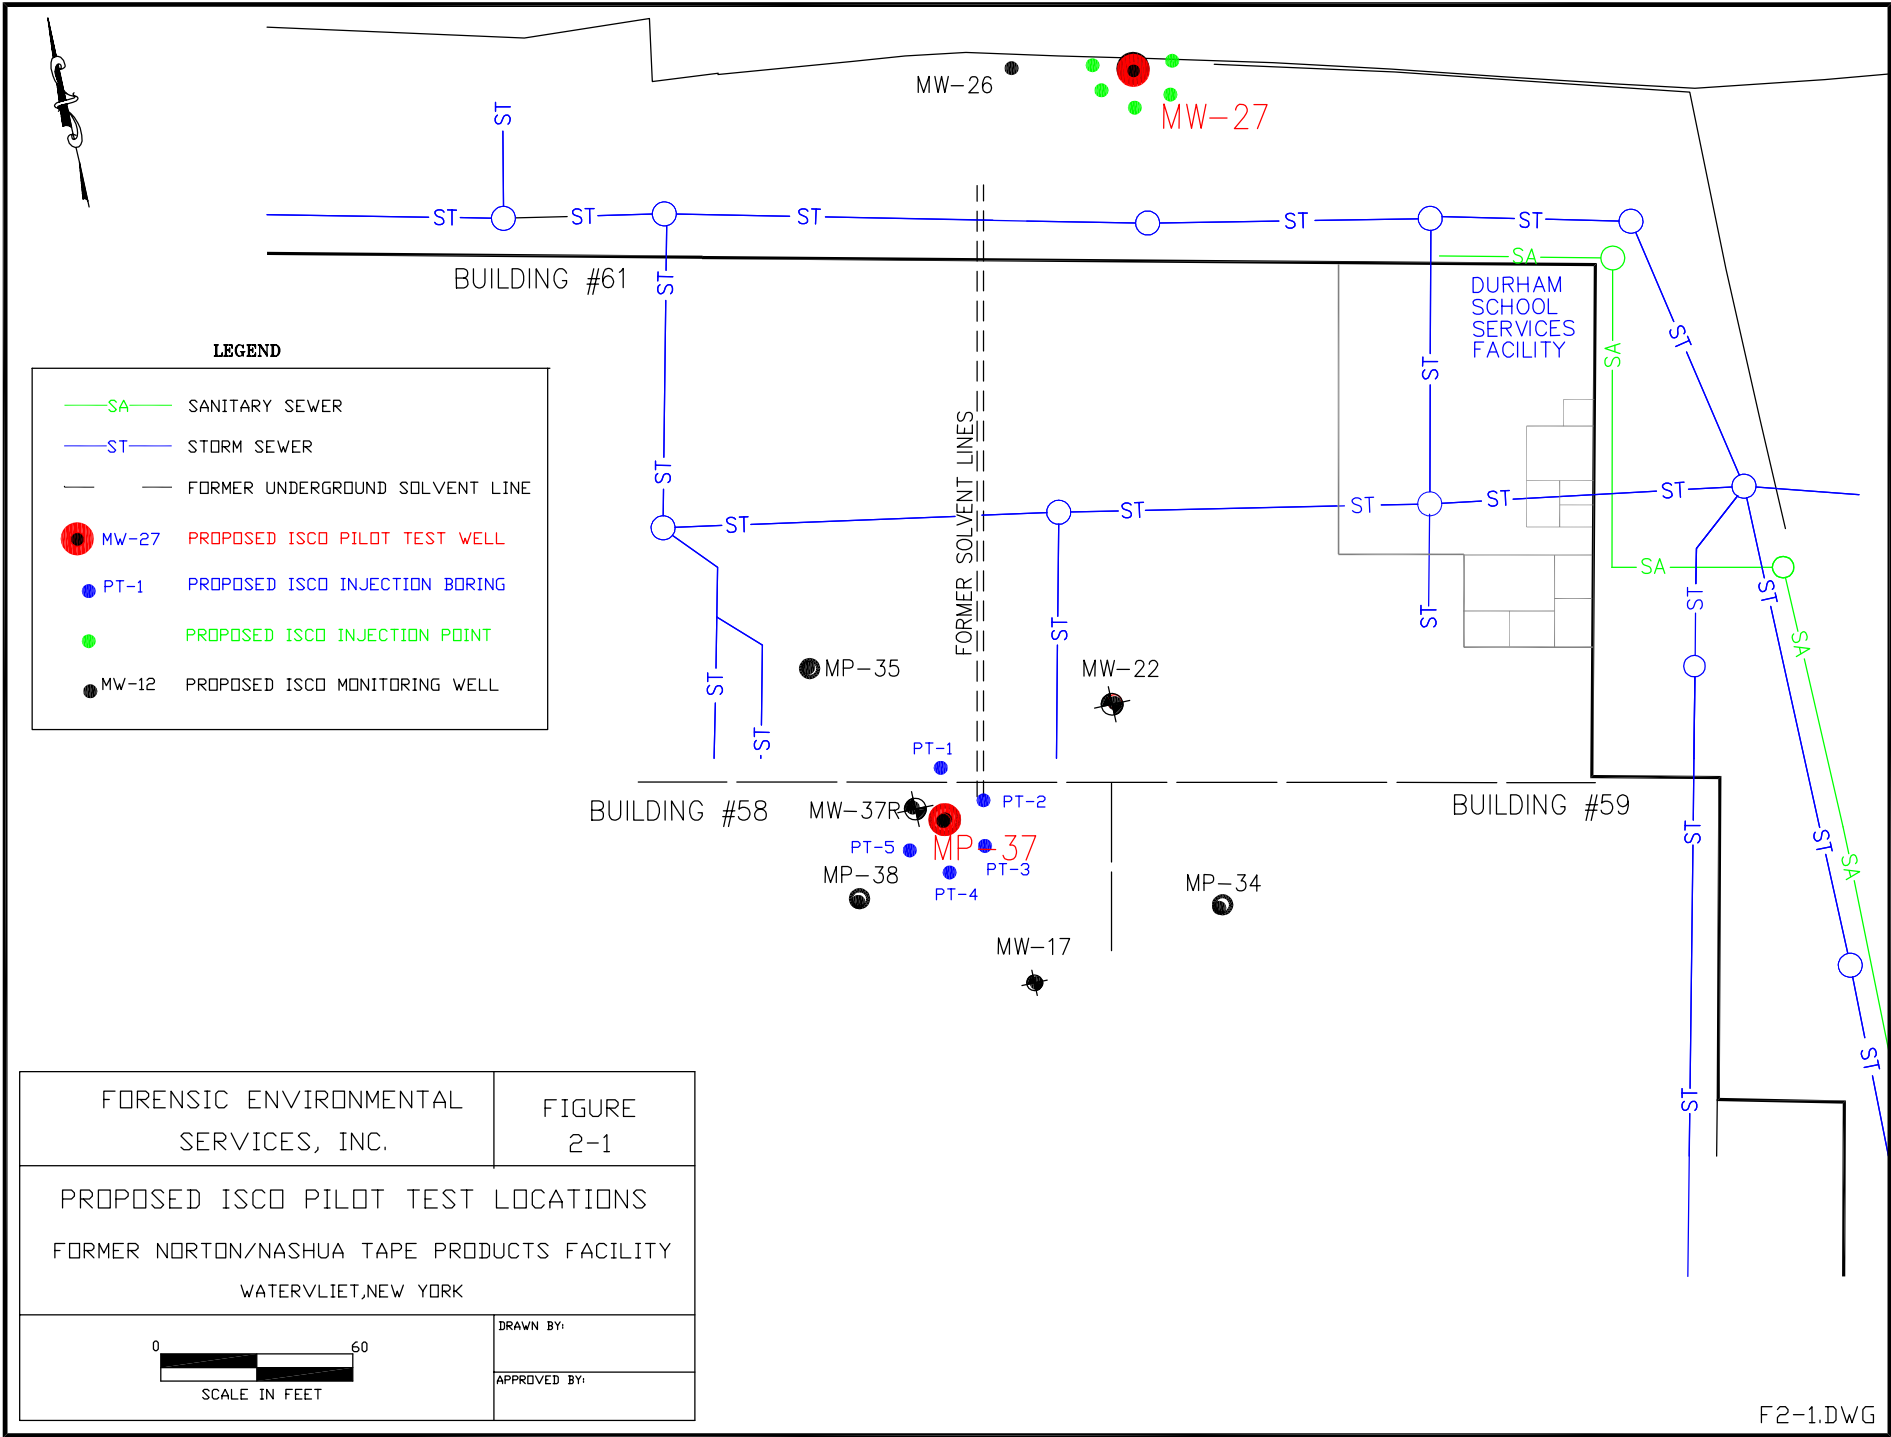 MW-26
MW-27
ST
ST
ST
ST
ST
ST
SA
BUILDING #61
ST
DURHAM
SCHOOL
SERVICES
FACILITY
ST
SA
ST
LEGEND
SA SANITARY SEWER
ST STORM SEWER
FORMER UNDERGROUND SOLVENT LINE
MW-27 PROPOSED ISCO PILOT TEST WELL
PT-1 PROPOSED ISCO INJECTION BORING
PROPOSED ISCO INJECTION POINT
MW-12 PROPOSED ISCO MONITORING WELL
FORMER SOLVENT LINES
ST
ST
ST
ST
ST
ST
SA
ST
ST
ST
ST
SA
MP-35
MW-22
ST
ST
PT-1
BUILDING #58
MW-37R
PT-2
BUILDING #59
PT-5
MP-37
PT-3
ST
ST
SA
MP-38
PT-4
MP-34
MW-17
ST
ST
FORENSIC ENVIRONMENTAL
SERVICES, INC.
FIGURE
2-1
PROPOSED ISCO PILOT TEST LOCATIONS
FORMER NORTON/NASHUA TAPE PRODUCTS FACILITY
WATERVLIET,NEW YORK
0 60
SCALE IN FEET
DRAWN BY:
APPROVED BY:
F2-1.DWG